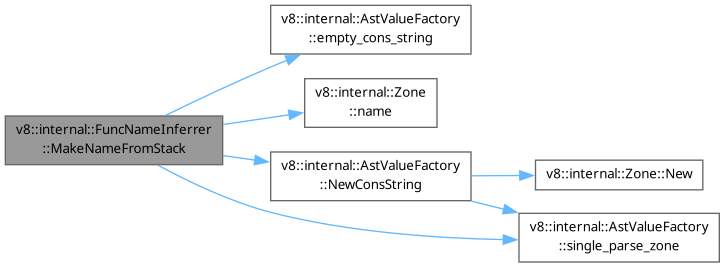 v8::internal::AstValueFactory
::empty_cons_string
v8::internal::Zone
::name
v8::internal::FuncNameInferrer
::MakeNameFromStack
v8::internal::AstValueFactory
::NewConsString
v8::internal::Zone::New
v8::internal::AstValueFactory
::single_parse_zone